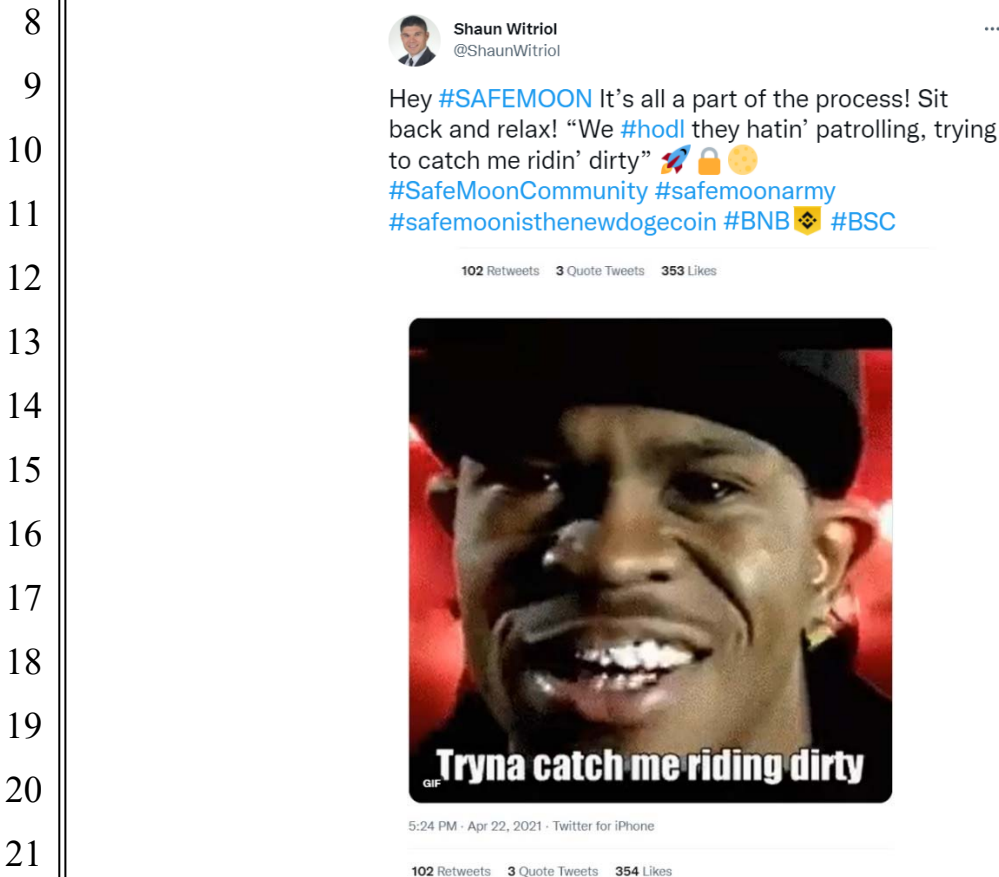 8
Shaun Witriol
...
@ShaunWitriol
9
Hey #SAFEMOON It’s all a part of the process! Sit
back and relax! “We #hodl they hatin’ patrolling, trying
10
to catch me ridin’ dirty” 🚀🔒🌕
#SafeMoonCommunity #safemoonarmy
11
#safemoonisthenewdogecoin #BNB #BSC
12
102 Retweets 3 Quote Tweets 353 Likes
13
14
15
16
17
18
19
Tryna catch me riding dirty
GIF
20
5:24 PM · Apr 22, 2021 · Twitter for iPhone
21
102 Retweets 3 Quote Tweets 354 Likes